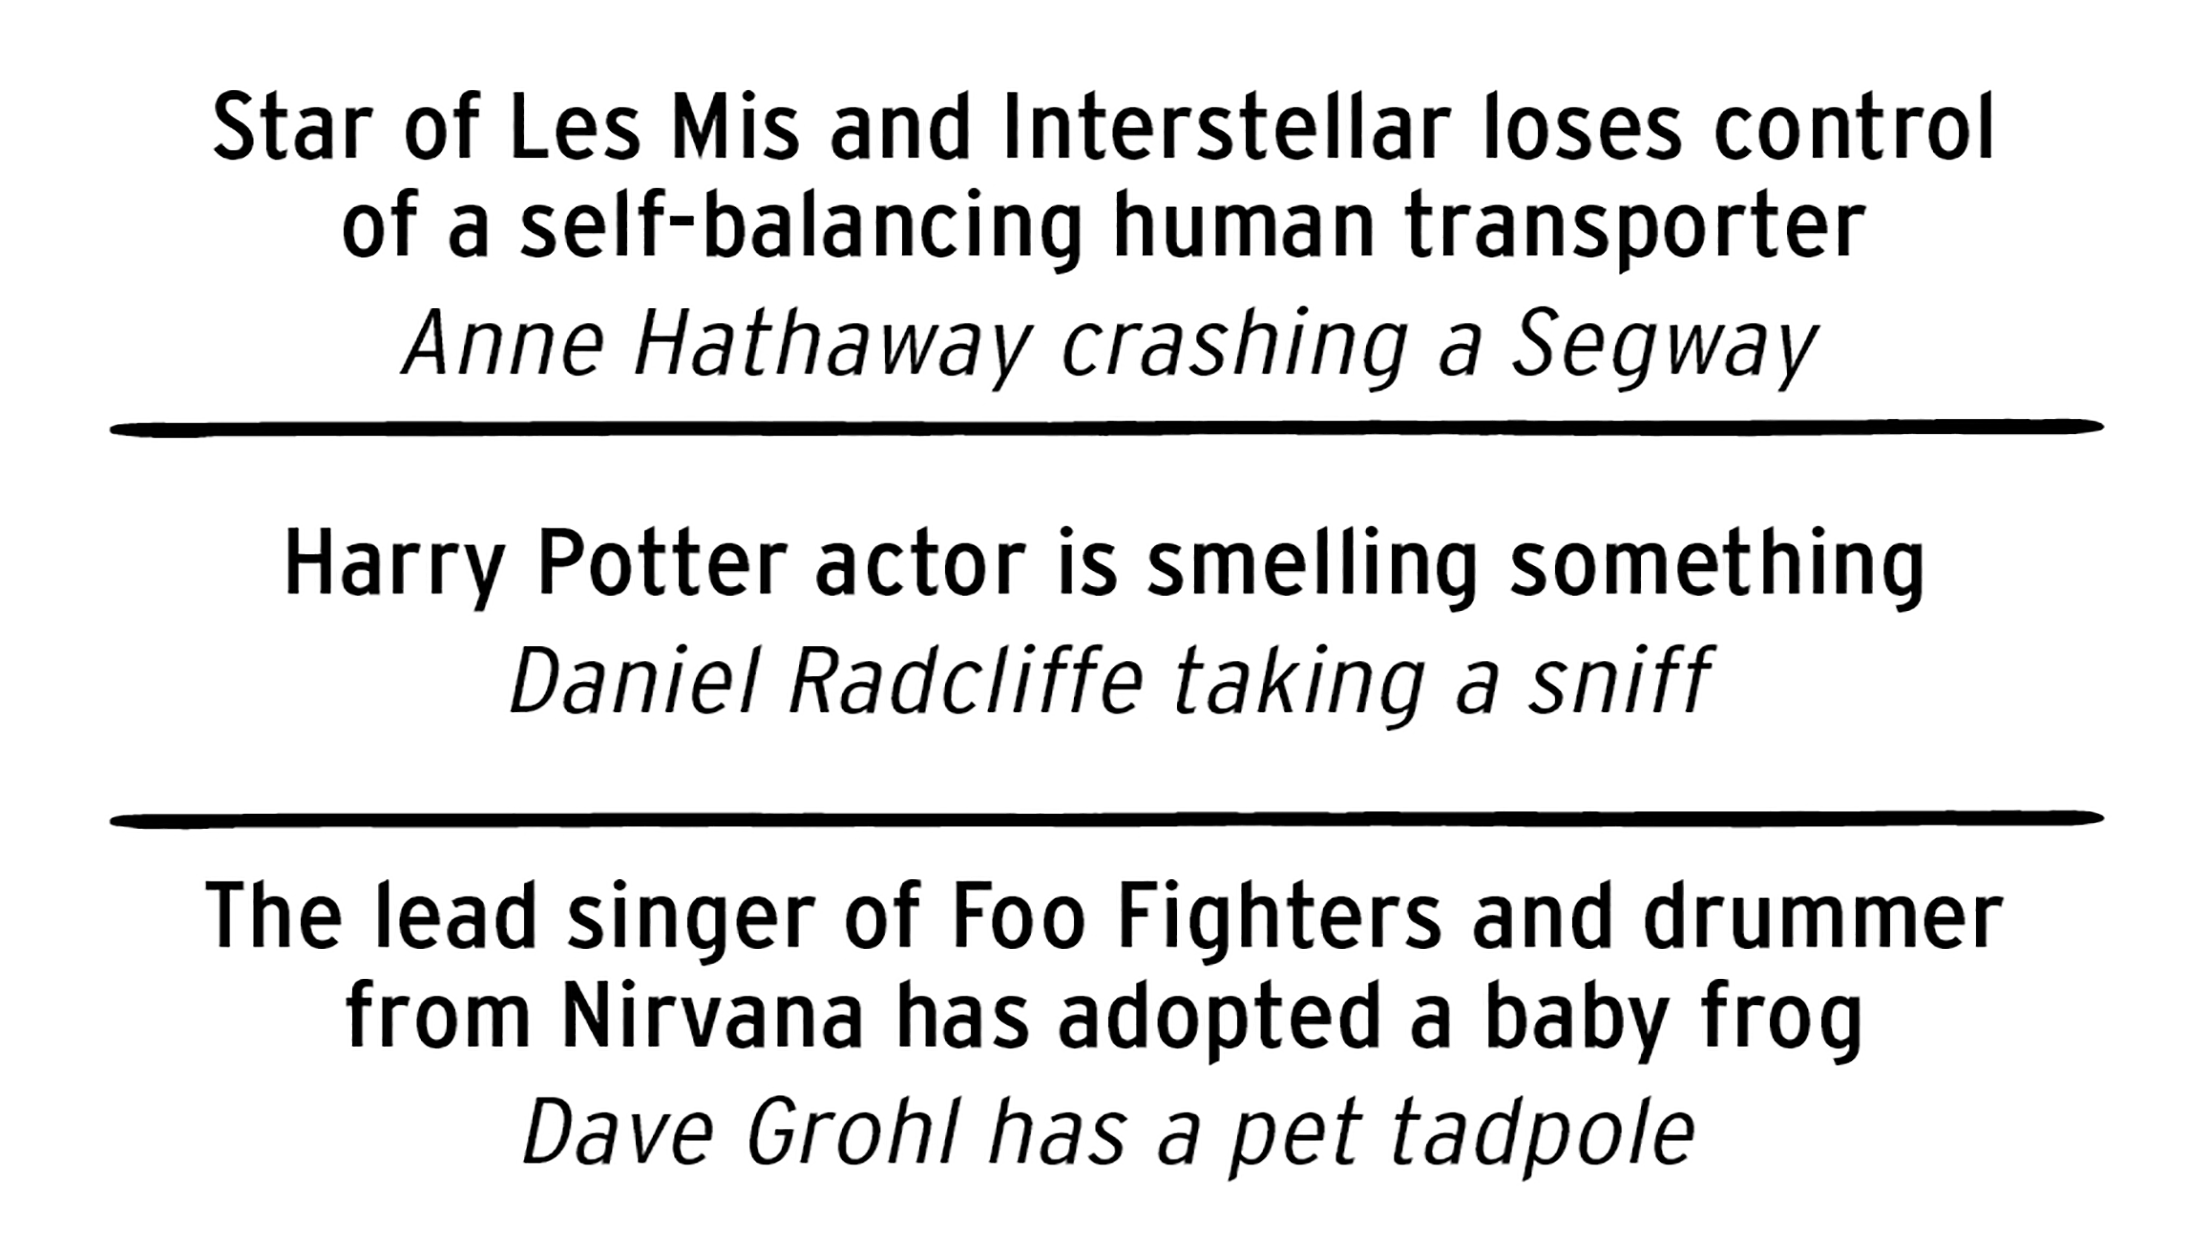 Star of Les Mis and Interstellar loses control
of a self-balancing human transporter
Anne Hathaway crashing a Segway
Harry Potter actor is smelling something
Daniel Radcliffe taking a sniff
The lead singer of Foo Fighters and drummer
from Nirvana has adopted a baby frog
Dave Grohl has a pet tadpole